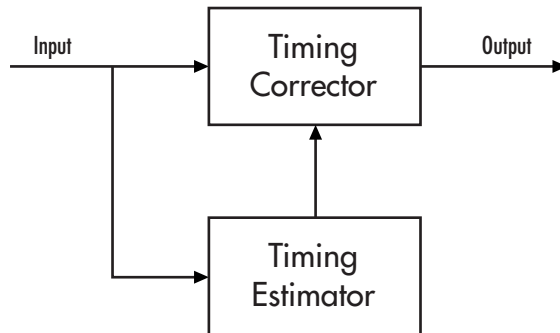 Input
Timing
Corrector
Output
Timing
Estimator